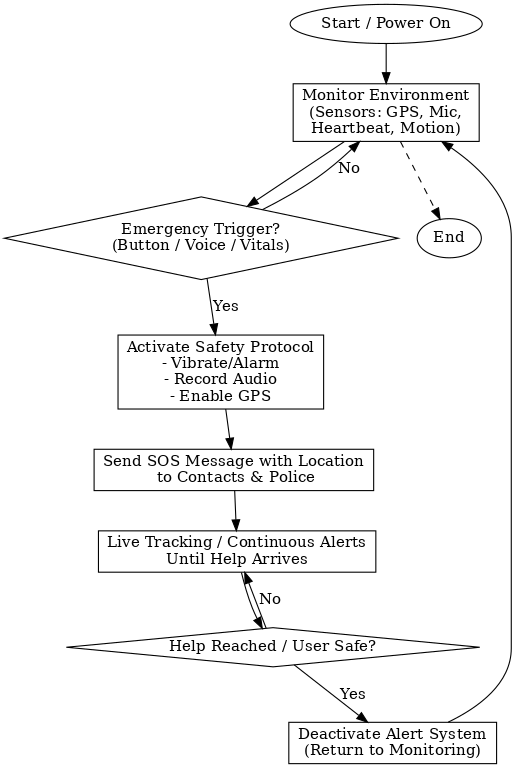 Start / Power On
Monitor Environment
(Sensors: GPS, Mic,
Heartbeat, Motion)
No
Emergency Trigger?
(Button / Voice / Vitals)
End
Yes
Activate Safety Protocol
- Vibrate/Alarm
- Record Audio
- Enable GPS
Send SOS Message with Location
to Contacts & Police
Live Tracking / Continuous Alerts
Until Help Arrives
No
Help Reached / User Safe?
Yes
Deactivate Alert System
(Return to Monitoring)